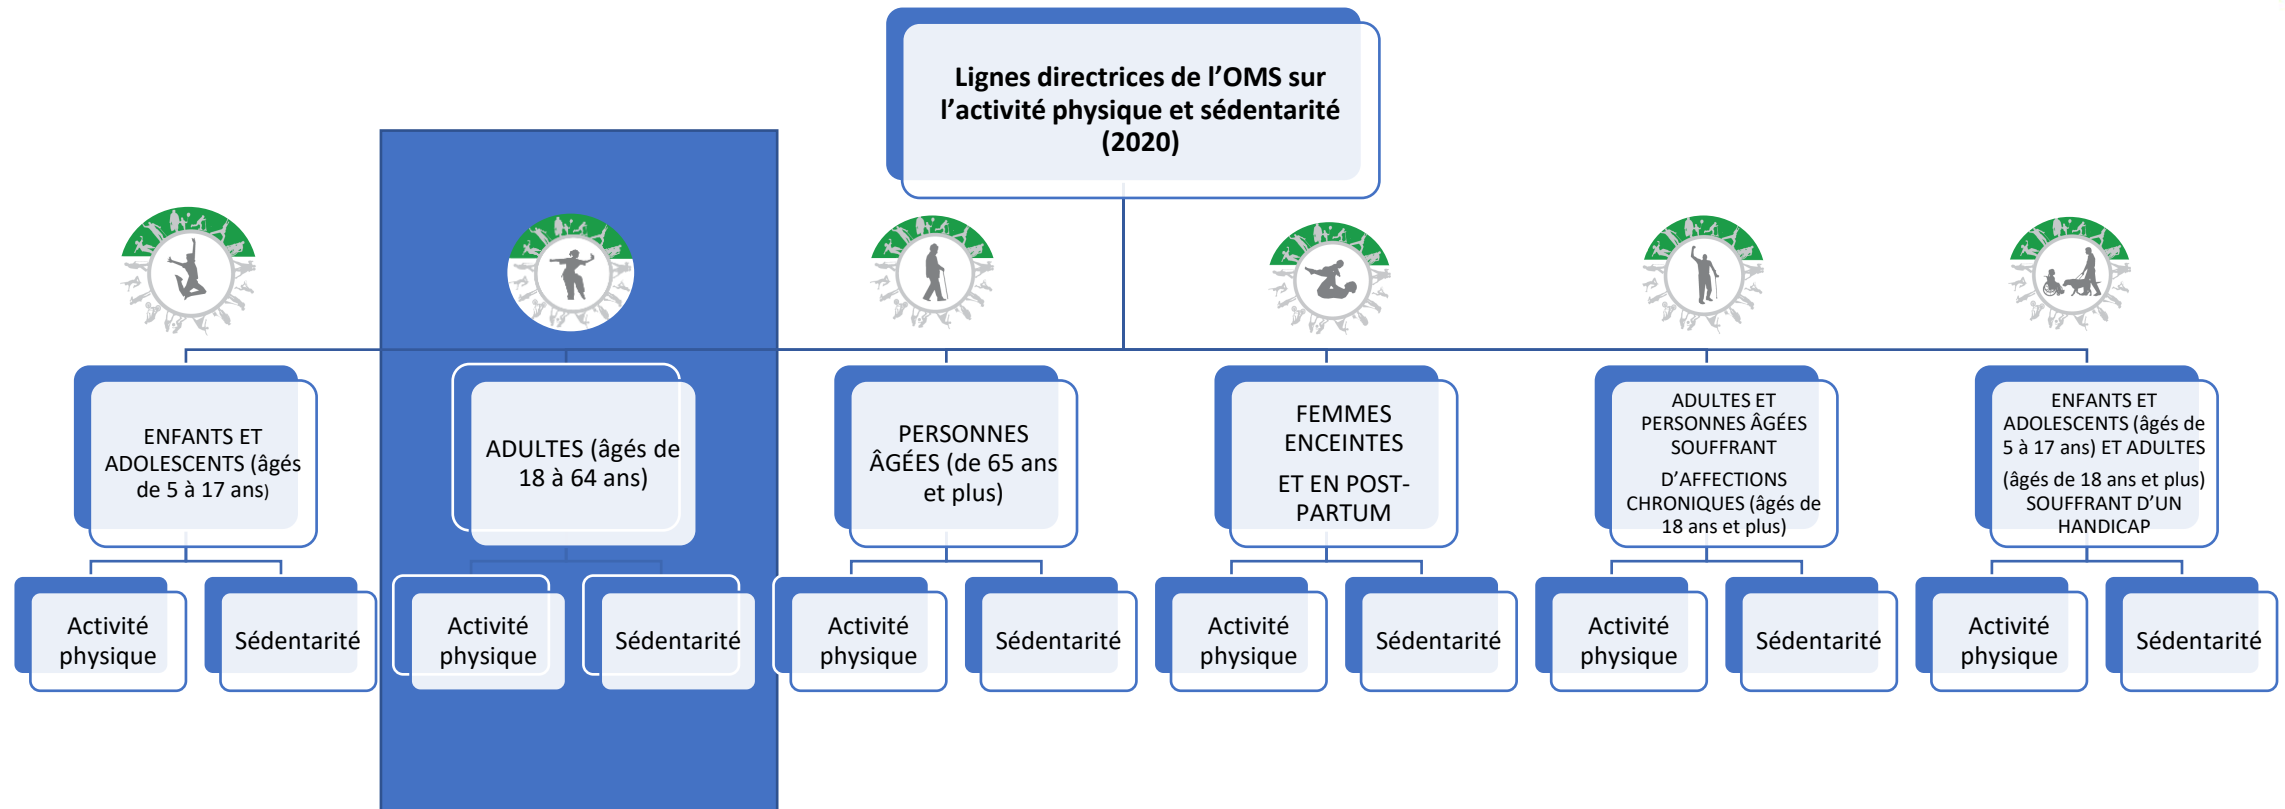 Lignes directrices de l’OMS sur
l’activité physique et sédentarité
(2020)
ENFANTS ET
ADOLESCENTS (âgés
de 5 à 17 ans)
ADULTES (âgés de
18 à 64 ans)
PERSONNES
ÂGÉES (de 65 ans
et plus)
FEMMES
ENCEINTES
ET EN POST-
PARTUM
ADULTES ET
PERSONNES ÂGÉES
SOUFFRANT
D’AFFECTIONS
CHRONIQUES (âgés de
18 ans et plus)
ENFANTS ET
ADOLESCENTS (âgés de
5 à 17 ans) ET ADULTES
(âgés de 18 ans et plus)
SOUFFRANT D’UN
HANDICAP
Activité
physique
Sédentarité
Activité
physique
Sédentarité
Activité
physique
Sédentarité
Activité
physique
Sédentarité
Activité
physique
Sédentarité
Activité
physique
Sédentarité